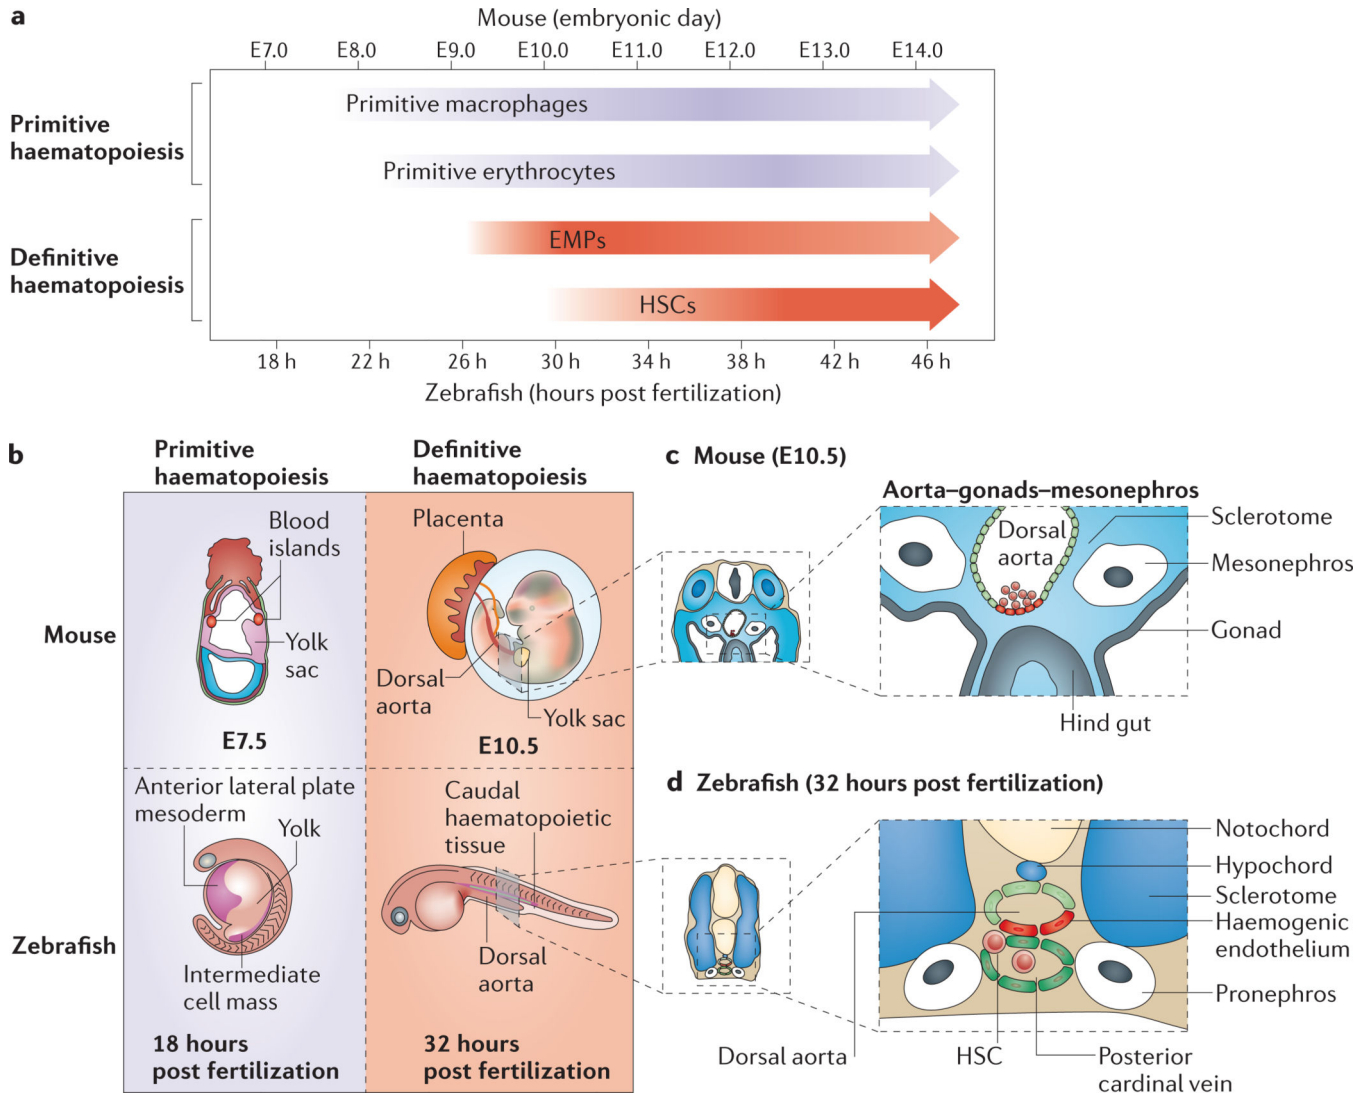 a
Mouse (embryonic day)
E7.0 E8.0 E9.0 E10.0 E11.0 E12.0 E13.0 E14.0
Primitive
haematopoiesis
Primitive macrophages
Primitive erythrocytes
Definitive
haematopoiesis
EMPs
HSCs
18 h 22 h 26 h 30 h 34 h 38 h 42 h 46 h
Zebrafish (hours post fertilization)
b
Primitive
haematopoiesis
Definitive
haematopoiesis
Mouse
Blood
islands
Yolk
sac
E7.5
Placenta
Dorsal
aorta
Yolk sac
E10.5
Zebrafish
Anterior lateral plate
mesoderm
Yolk
Intermediate
cell mass
18 hours
post fertilization
Caudal
haematopoietic
tissue
Dorsal
aorta
32 hours
post fertilization
c Mouse (E10.5)
Aorta–gonads–mesonephros
Dorsal
aorta
Sclerotome
Mesonephros
Gonad
Hind gut
d Zebrafish (32 hours post fertilization)
Notochord
Hypochord
Sclerotome
Haemogenic
endothelium
Pronephros
Dorsal aorta
HSC
Posterior
cardinal vein